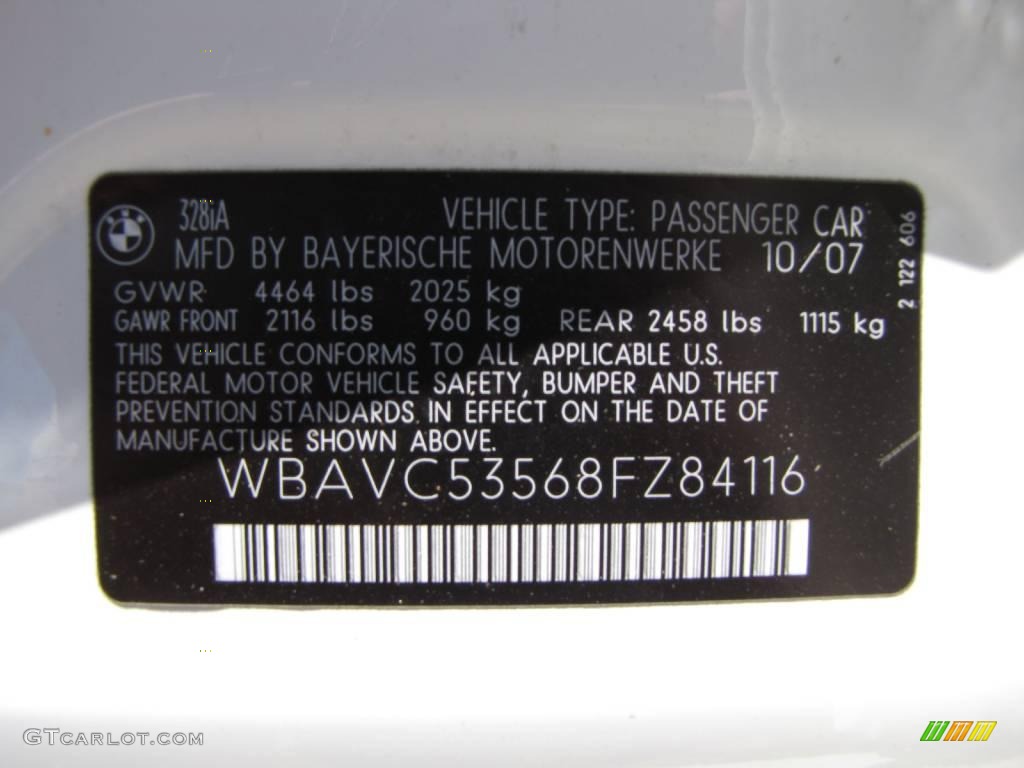 328iA VEHICLE TYPE: PASSENGER CAR
MFD BY BAYERISCHE MOTORENWERKE 10/07
GVWR 4464 lbs 2025 kg
GAWR FRONT 2116 lbs 960 kg REAR 2458 lbs 1115 kg
THIS VEHICLE CONFORMS TO ALL APPLICABLE U.S.
FEDERAL MOTOR VEHICLE SAFETY, BUMPER AND THEFT
PREVENTION STANDARDS IN EFFECT ON THE DATE OF
MANUFACTURE SHOWN ABOVE.
WBAVC53568FZ84116
2 122 606
GTCARLOT.COM